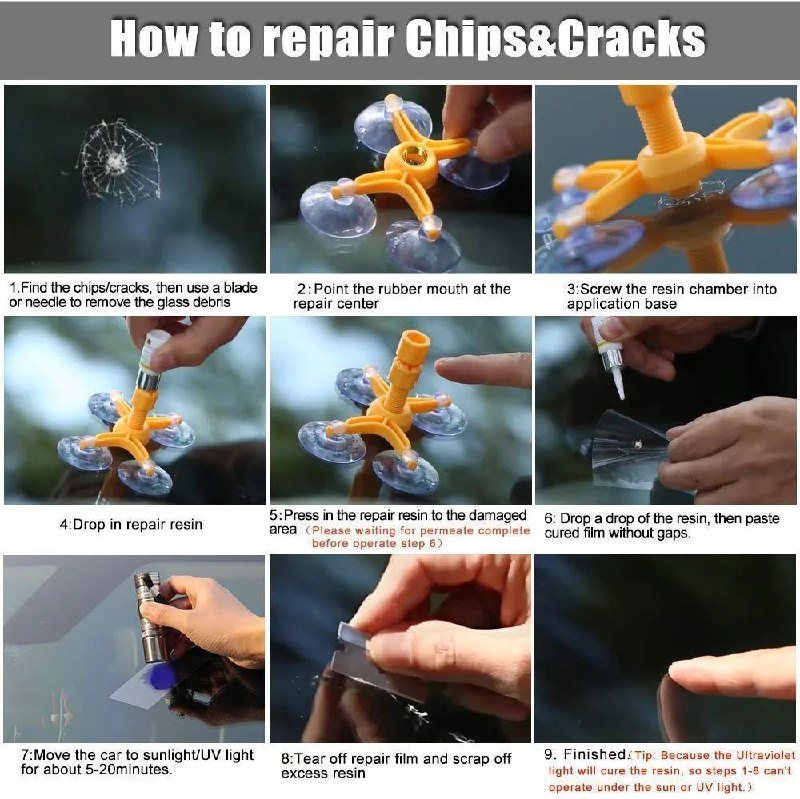 How to repair Chips&Cracks
1.Find the chips/cracks, then use a blade
or needle to remove the glass debris
2:Point the rubber mouth at the
repair center
3:Screw the resin chamber into
application base
4:Drop in repair resin
5:Press in the repair resin to the damaged
area（Please waiting for permeate complete
before operate step 6）
6: Drop a drop of the resin, then paste
cured film without gaps.
7:Move the car to sunlight/UV light
for about 5-20minutes.
8:Tear off repair film and scrap off
excess resin
9. Finished.（Tip: Because the Ultraviolet
light will cure the resin, so steps 1-6 can't
operate under the sun or UV light.）